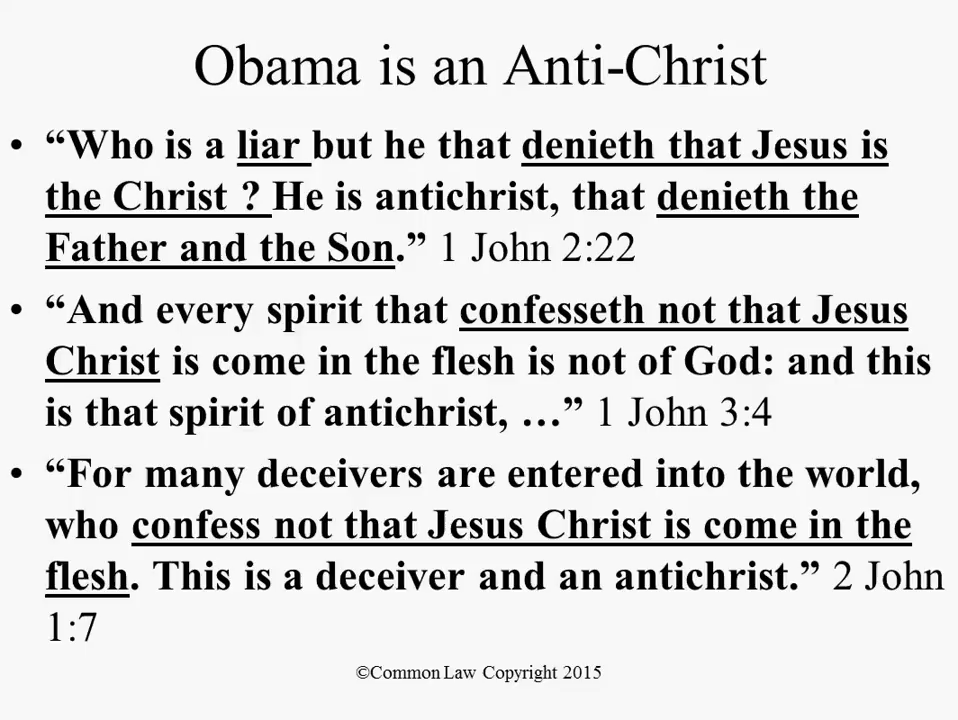 Obama is an Anti-Christ
• “Who is a liar but he that denieth that Jesus is
the Christ ? He is antichrist, that denieth the
Father and the Son.” 1 John 2:22
• “And every spirit that confesseth not that Jesus
Christ is come in the flesh is not of God: and this
is that spirit of antichrist, …” 1 John 3:4
• “For many deceivers are entered into the world,
who confess not that Jesus Christ is come in the
flesh. This is a deceiver and an antichrist.” 2 John
1:7
©Common Law Copyright 2015